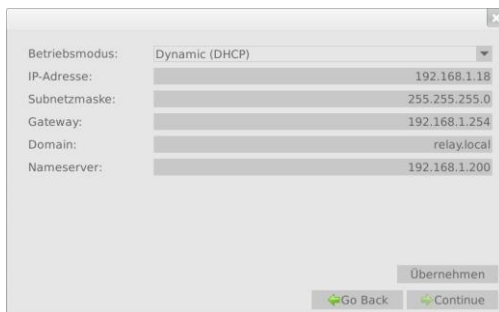 Betriebsmodus: Dynamic (DHCP)
IP-Adresse: 192.168.1.18
Subnetzmaske: 255.255.255.0
Gateway: 192.168.1.254
Domain: relay.local
Nameserver: 192.168.1.200
Übernehmen
Go Back Continue